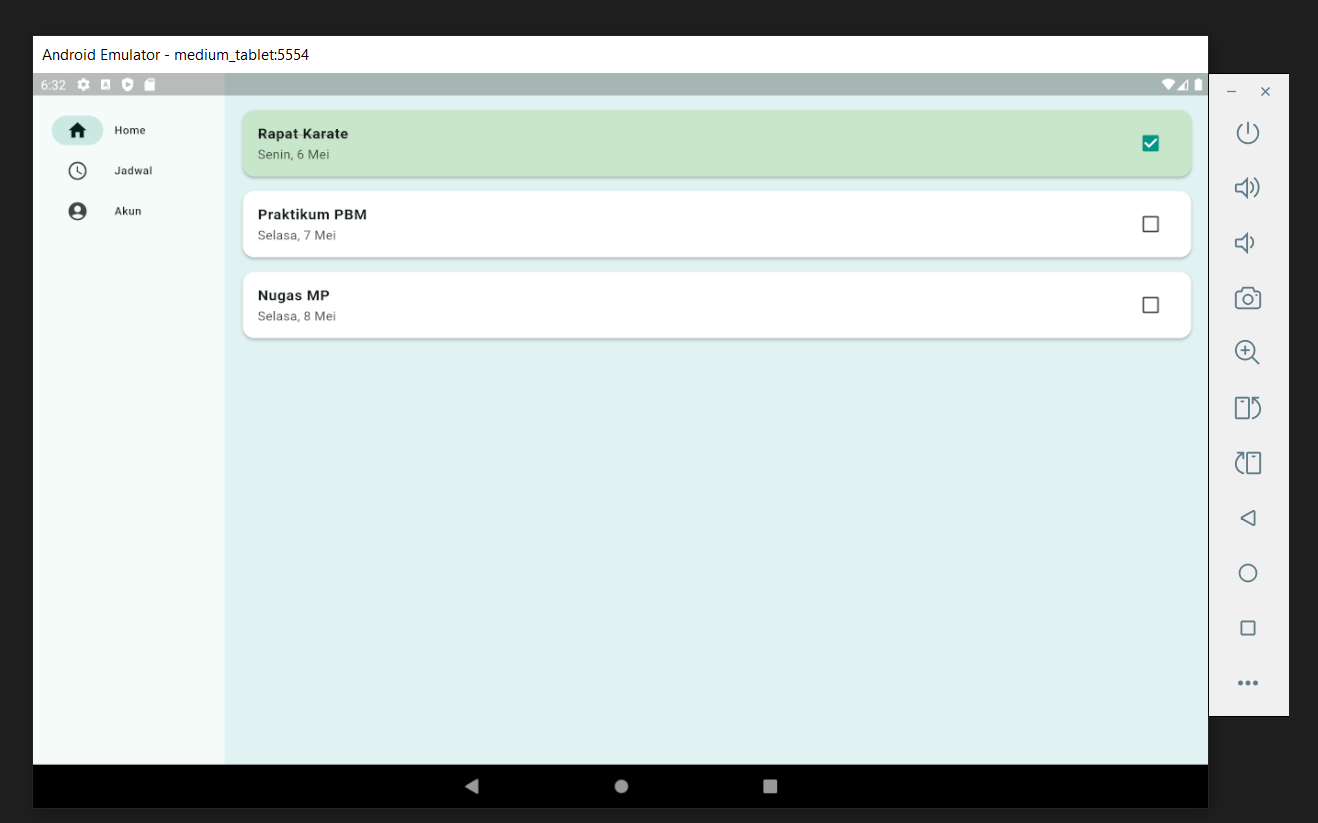 Android Emulator - medium_tablet:5554
6:32
Home
Jadwal
Akun
Rapat Karate
Senin, 6 Mei
Praktikum PBM
Selasa, 7 Mei
Nugas MP
Selasa, 8 Mei